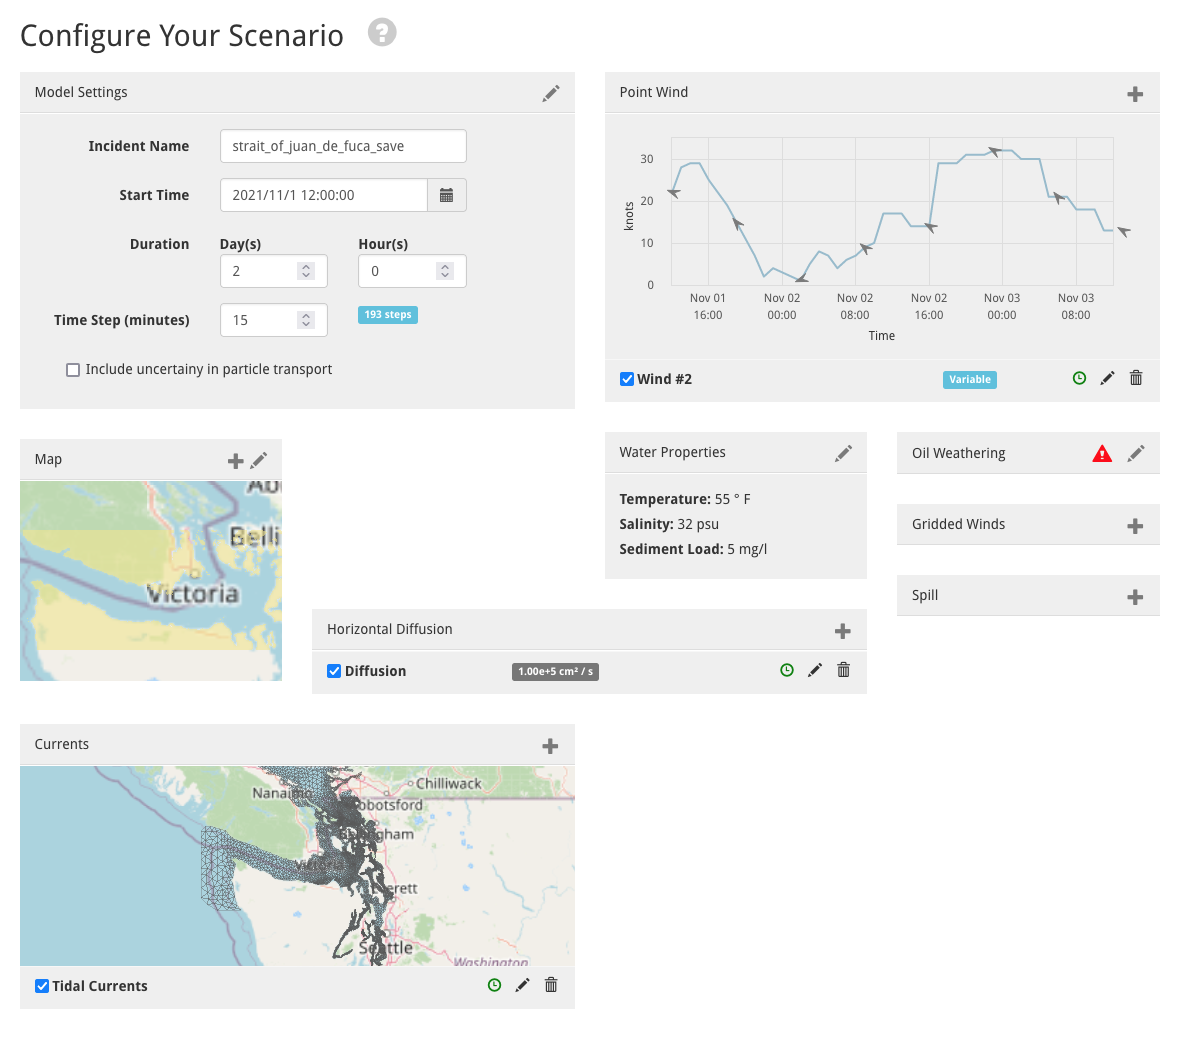 Configure Your Scenario ?
Model Settings
Incident Name
strait_of_juan_de_fuca_save
Start Time
2021/11/1 12:00:00
Duration
Day(s)
Hour(s)
2
0
Time Step (minutes)
15
193 steps
Include uncertainy in particle transport
Point Wind
30
20
10
0
knots
Nov 01 Nov 02 Nov 02 Nov 02 Nov 03 Nov 03
16:00 00:00 08:00 16:00 00:00 08:00
Time
Wind #2
Variable
Map
Belli
Victoria
Water Properties
Temperature: 55 ° F
Salinity: 32 psu
Sediment Load: 5 mg/l
Oil Weathering
Gridded Winds
Spill
Horizontal Diffusion
Diffusion
1.00e+5 cm² / s
Currents
Chilliwack
bbotsford
Seattle
Washington
Tidal Currents